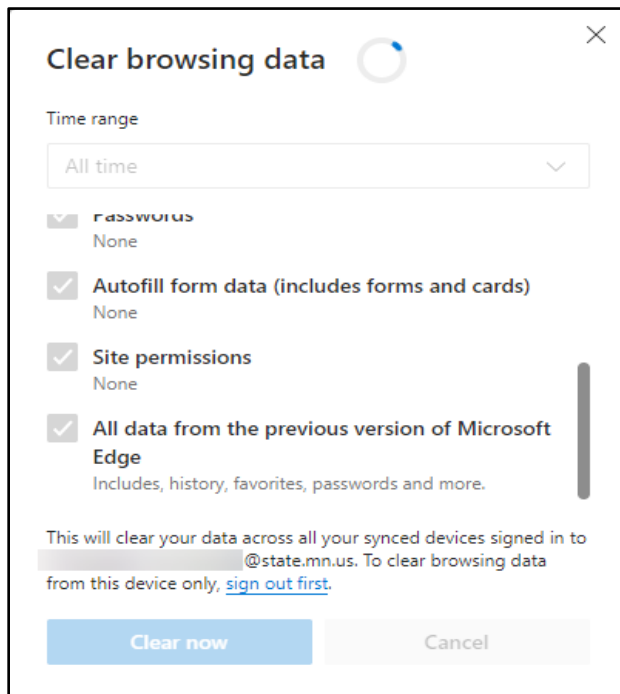 Clear browsing data
Time range
All time
Passwords
None
Autofill form data (includes forms and cards)
None
Site permissions
None
All data from the previous version of Microsoft
Edge
Includes, history, favorites, passwords and more.
This will clear your data across all your synced devices signed in to
@state.mn.us. To clear browsing data
from this device only, sign out first.
Clear now
Cancel